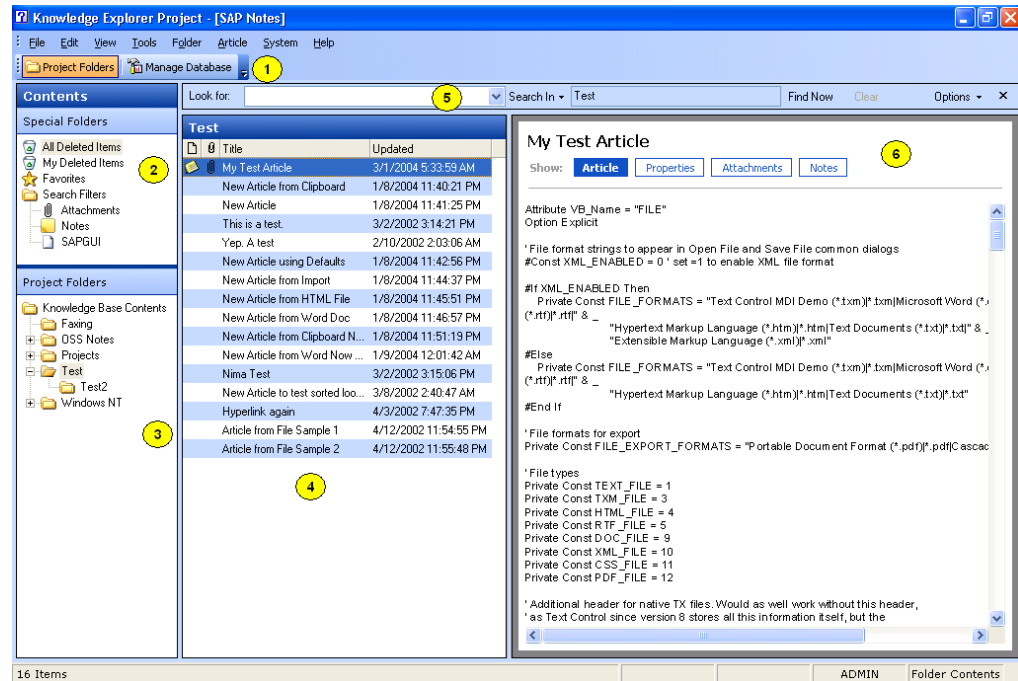 Knowledge Explorer Project - [SAP Notes]
File Edit View Tools Folder Article System Help
Project Folders Manage Database
1
Contents
Look for:
5
Search In
Test
Find Now
Clear
Options
Special Folders
All Deleted Items
My Deleted Items
2
Favorites
Search Filters
Attachments
Notes
SAPGUI
Project Folders
Knowledge Base Contents
Faxing
OSS Notes
Projects
Test
Test2
Windows NT
3
Test
Title Updated
My Test Article 3/1/2004 5:33:59 AM
New Article from Clipboard 1/8/2004 11:40:21 PM
New Article 1/8/2004 11:41:25 PM
This is a test. 3/2/2002 3:14:21 PM
Yep. A test 2/10/2002 2:03:06 AM
New Article using Defaults 1/8/2004 11:42:56 PM
New Article from Import 1/8/2004 11:44:37 PM
New Article from HTML File 1/8/2004 11:45:51 PM
New Article from Word Doc 1/8/2004 11:46:57 PM
New Article from Clipboard N... 1/8/2004 11:51:19 PM
New Article from Word Now ... 1/9/2004 12:01:42 AM
Nima Test 3/2/2002 3:15:06 PM
New Article to test sorted loo... 3/8/2002 2:40:47 AM
Hyperlink again 4/3/2002 7:47:35 PM
Article from File Sample 1 4/12/2002 11:54:55 PM
Article from File Sample 2 4/12/2002 11:55:48 PM
4
My Test Article
6
Show: Article Properties Attachments Notes
Attribute VB_Name = "FILE"
Option Explicit
' File format strings to appear in Open File and Save File common dialogs
#Const XML_ENABLED = 0 ' set =1 to enable XML file format
#If XML_ENABLED Then
Private Const FILE_FORMATS = "Text Control MDI Demo (*.txm)|*.txm|Microsoft Word (*.
(*.rtf)|*.rtf|" & _
"Hypertext Markup Language (*.htm)|*.htm|Text Documents (*.txt)|*.txt|" & _
"Extensible Markup Language (*.xml)|*.xml"
#Else
Private Const FILE_FORMATS = "Text Control MDI Demo (*.txm)|*.txm|Microsoft Word (*.
(*.rtf)|*.rtf|" & _
"Hypertext Markup Language (*.htm)|*.htm|Text Documents (*.txt)|*.txt"
#End If
' File formats for export
Private Const FILE_EXPORT_FORMATS = "Portable Document Format (*.pdf)|*.pdf|Cascad
' File types
Private Const TEXT_FILE = 1
Private Const TXM_FILE = 3
Private Const HTML_FILE = 4
Private Const RTF_FILE = 5
Private Const DOC_FILE = 9
Private Const XML_FILE = 10
Private Const CSS_FILE = 11
Private Const PDF_FILE = 12
' Additional header for native TX files. Would as well work without this header,
' as Text Control since version 8 stores all this information itself, but the
16 Items
ADMIN
Folder Contents